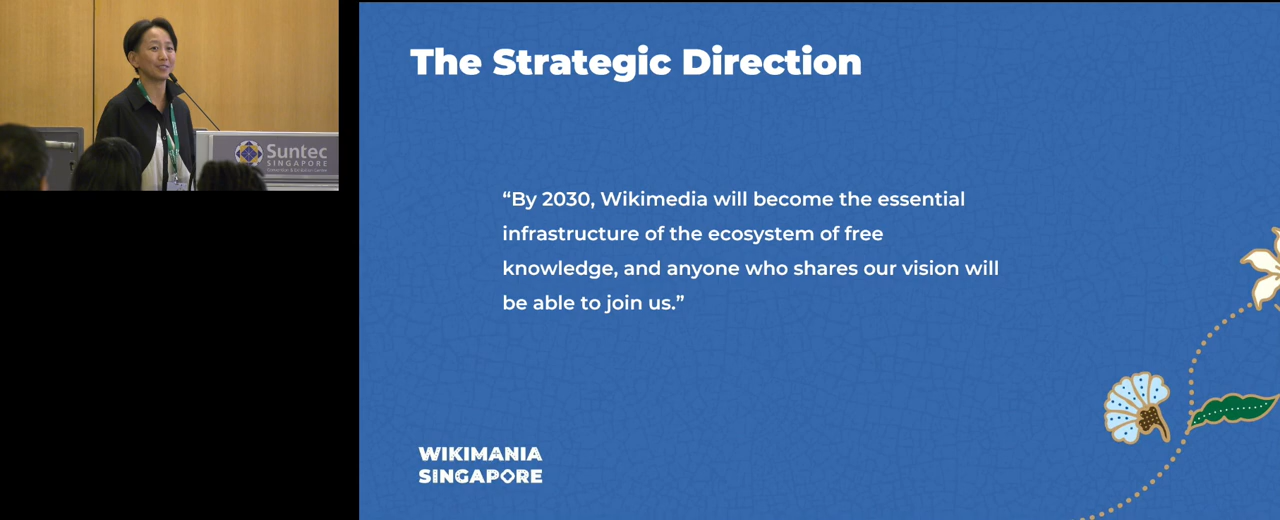 The Strategic Direction
“By 2030, Wikimedia will become the essential
infrastructure of the ecosystem of free
knowledge, and anyone who shares our vision will
be able to join us.”
WIKIMANIA
SINGAPORE
Suntec
SINGAPORE